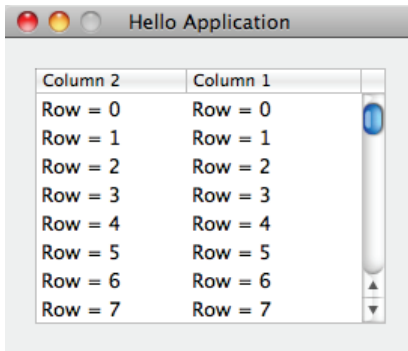 Hello Application
Column 2 Column 1
Row = 0 Row = 0
Row = 1 Row = 1
Row = 2 Row = 2
Row = 3 Row = 3
Row = 4 Row = 4
Row = 5 Row = 5
Row = 6 Row = 6
Row = 7 Row = 7